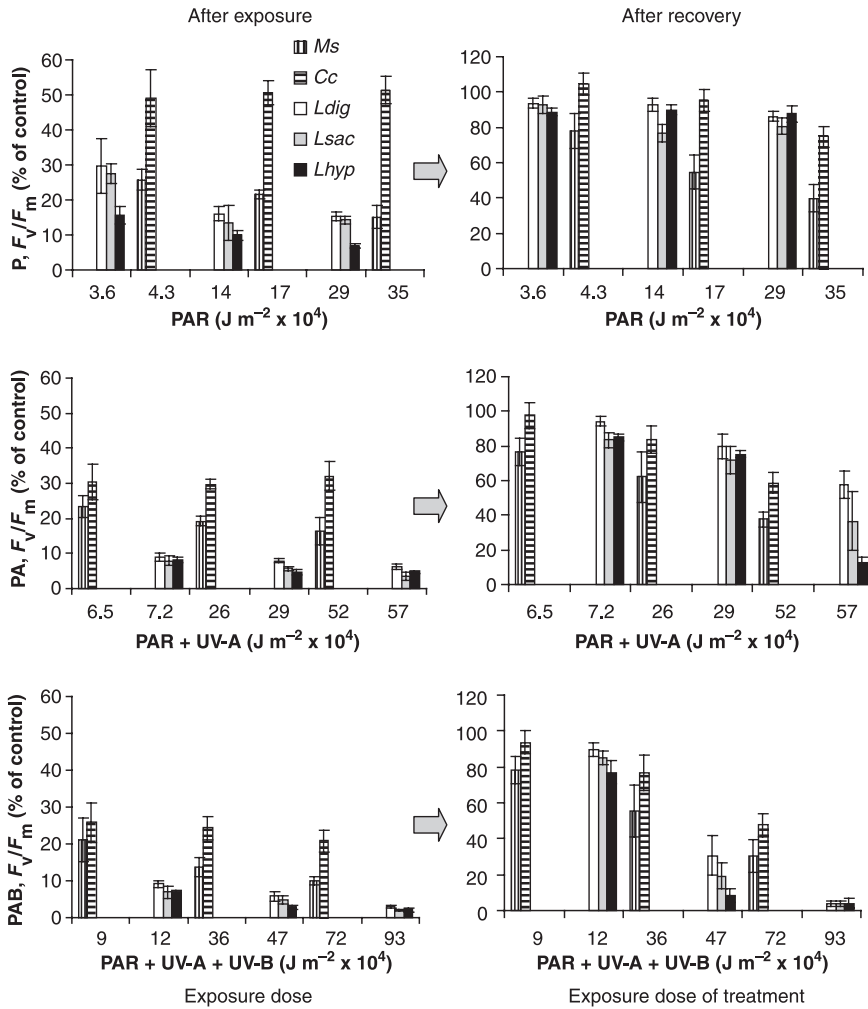 After exposure
After recovery
Ms
Cc
Ldig
Lsac
Lhyp
P, Fv/Fm (% of control)
60
50
40
30
20
10
0
3.6 4.3 14 17 29 35
PAR (J m–2 x 104)
120
100
80
60
40
20
0
3.6 4.3 14 17 29 35
PAR (J m–2 x 104)
PA, Fv/Fm (% of control)
60
50
40
30
20
10
0
6.5 7.2 26 29 52 57
PAR + UV-A (J m–2 x 104)
120
100
80
60
40
20
0
6.5 7.2 26 29 52 57
PAR + UV-A (J m–2 x 104)
PAB, Fv/Fm (% of control)
60
50
40
30
20
10
0
9 12 36 47 72 93
PAR + UV-A + UV-B (J m–2 x 104)
Exposure dose
120
100
80
60
40
20
0
9 12 36 47 72 93
PAR + UV-A + UV-B (J m–2 x 104)
Exposure dose of treatment